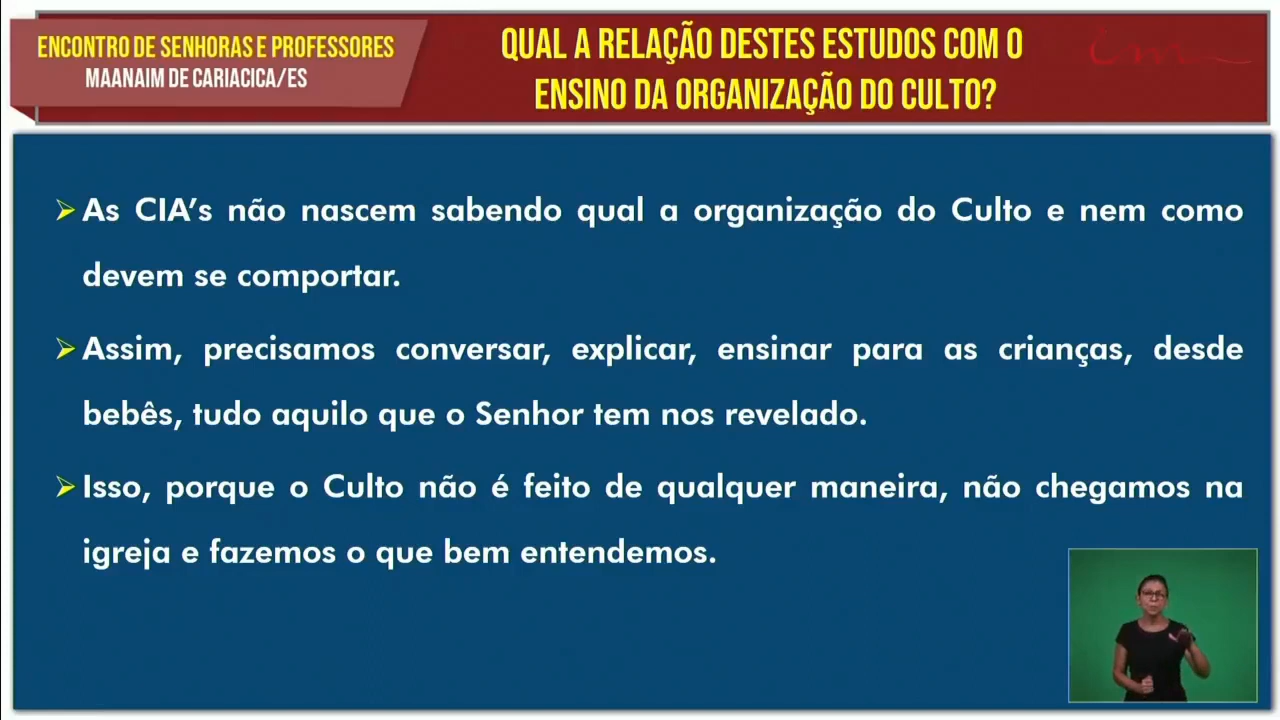 ENCONTRO DE SENHORAS E PROFESSORES
MAANAIM DE CARIACICA/ES
QUAL A RELAÇÃO DESTES ESTUDOS COM O
ENSINO DA ORGANIZAÇÃO DO CULTO?
As CIA's não nascem sabendo qual a organização do Culto e nem como
devem se comportar.
Assim, precisamos conversar, explicar, ensinar para as crianças, desde
bebês, tudo aquilo que o Senhor tem nos revelado.
Isso, porque o Culto não é feito de qualquer maneira, não chegamos na
igreja e fazemos o que bem entendemos.